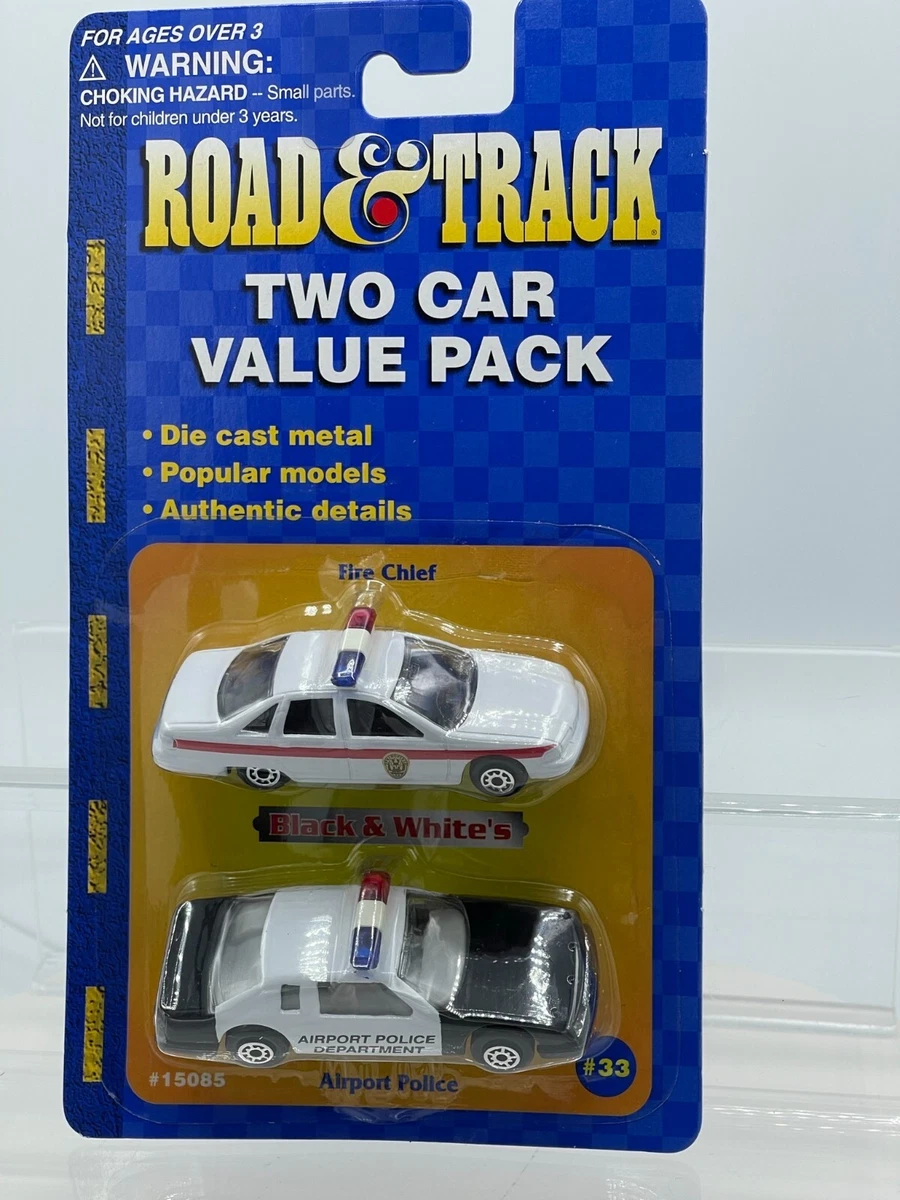 FOR AGES OVER 3
WARNING:
CHOKING HAZARD -- Small parts.
Not for children under 3 years.
ROAD & TRACK®
TWO CAR
VALUE PACK
• Die cast metal
• Popular models
• Authentic details
Fire Chief
Black & White's
AIRPORT POLICE
DEPARTMENT
#33
#15085
Airport Police